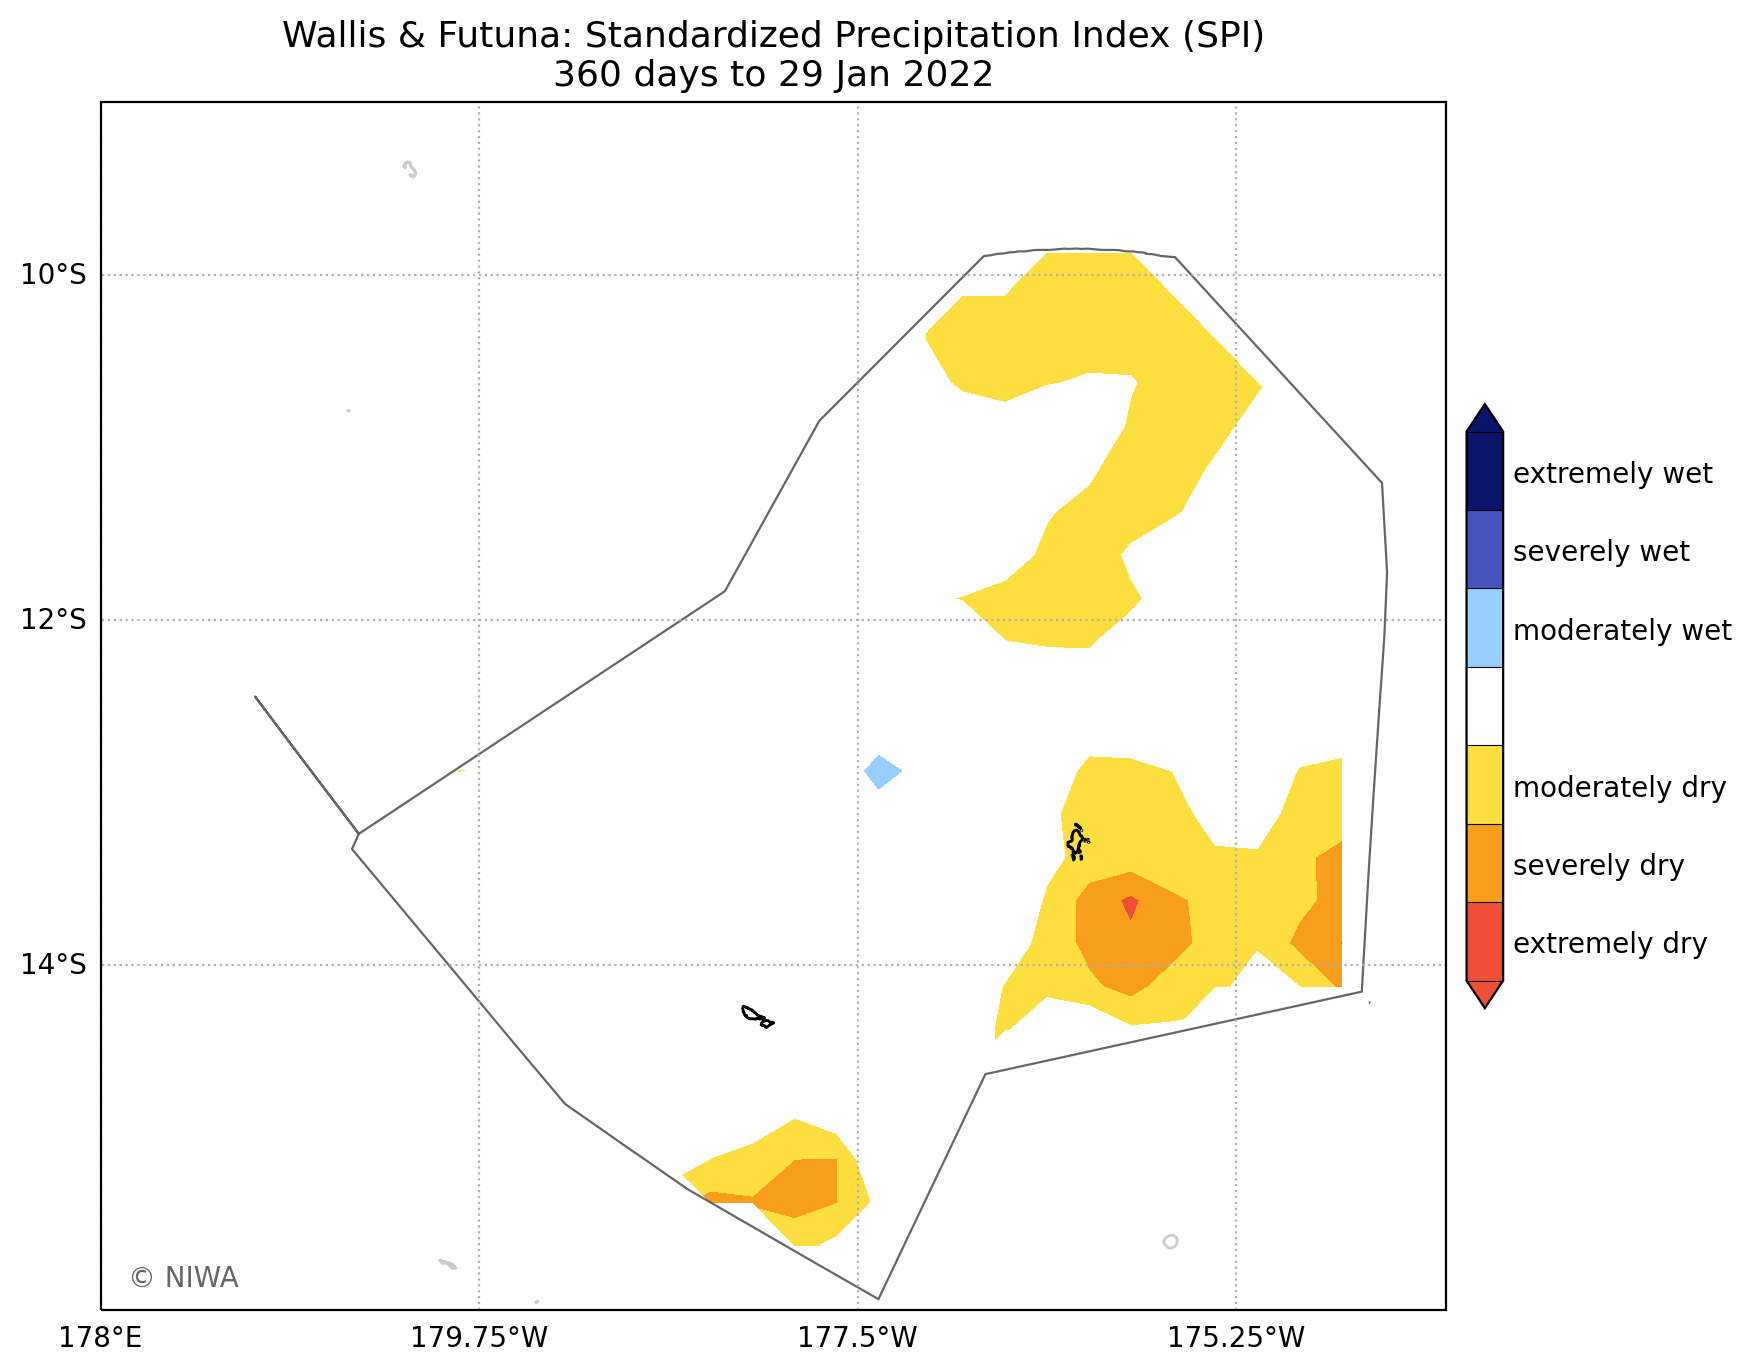 Wallis & Futuna: Standardized Precipitation Index (SPI)
360 days to 29 Jan 2022
10°S
12°S
14°S
178°E
179.75°W
177.5°W
175.25°W
© NIWA
extremely wet
severely wet
moderately wet
moderately dry
severely dry
extremely dry